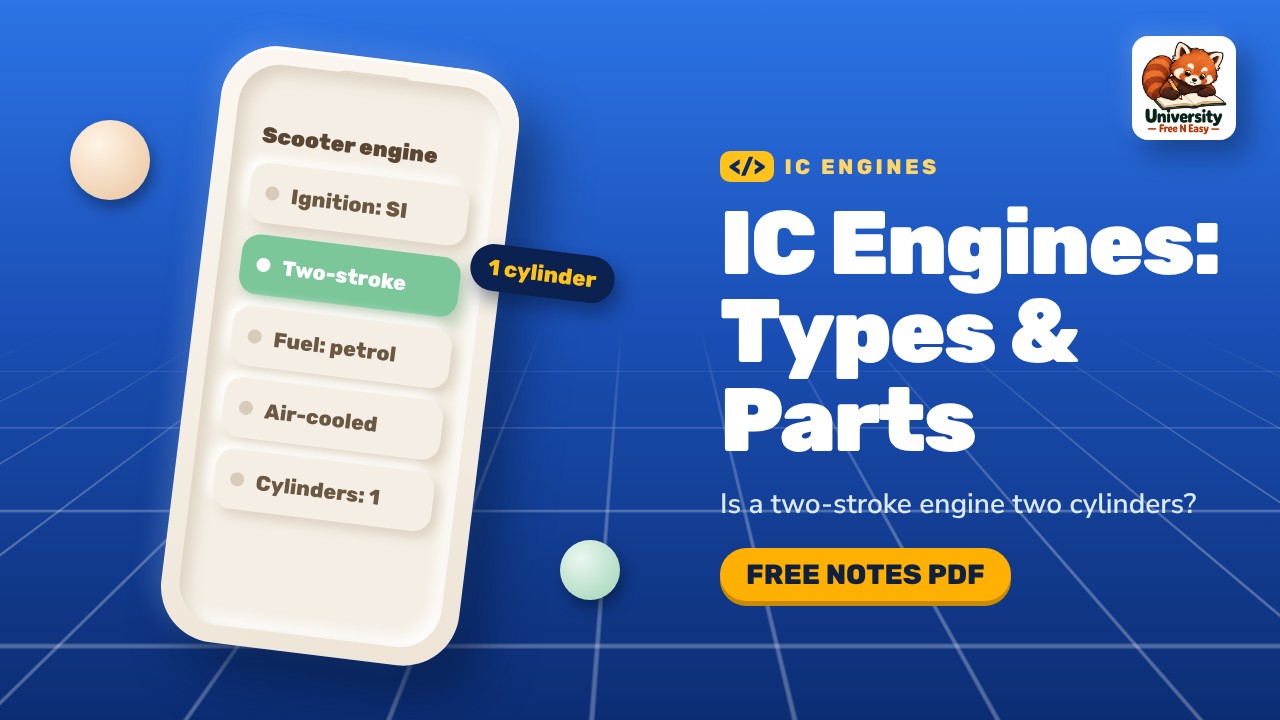 Scooter engine
Ignition: SI
Two-stroke
1 cylinder
Fuel: petrol
Air-cooled
Cylinders: 1
University
Free N Easy
</> IC ENGINES
IC Engines:
Types &
Parts
Is a two-stroke engine two cylinders?
FREE NOTES PDF